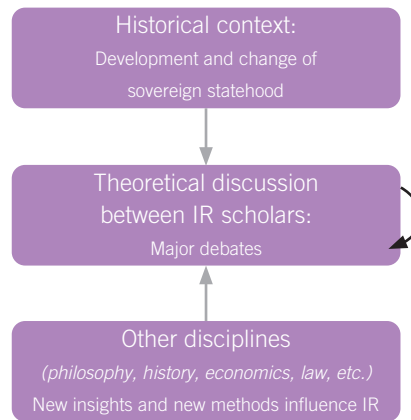 Historical context:
Development and change of
sovereign statehood
Theoretical discussion
between IR scholars:
Major debates
Other disciplines
(philosophy, history, economics, law, etc.)
New insights and new methods influence IR